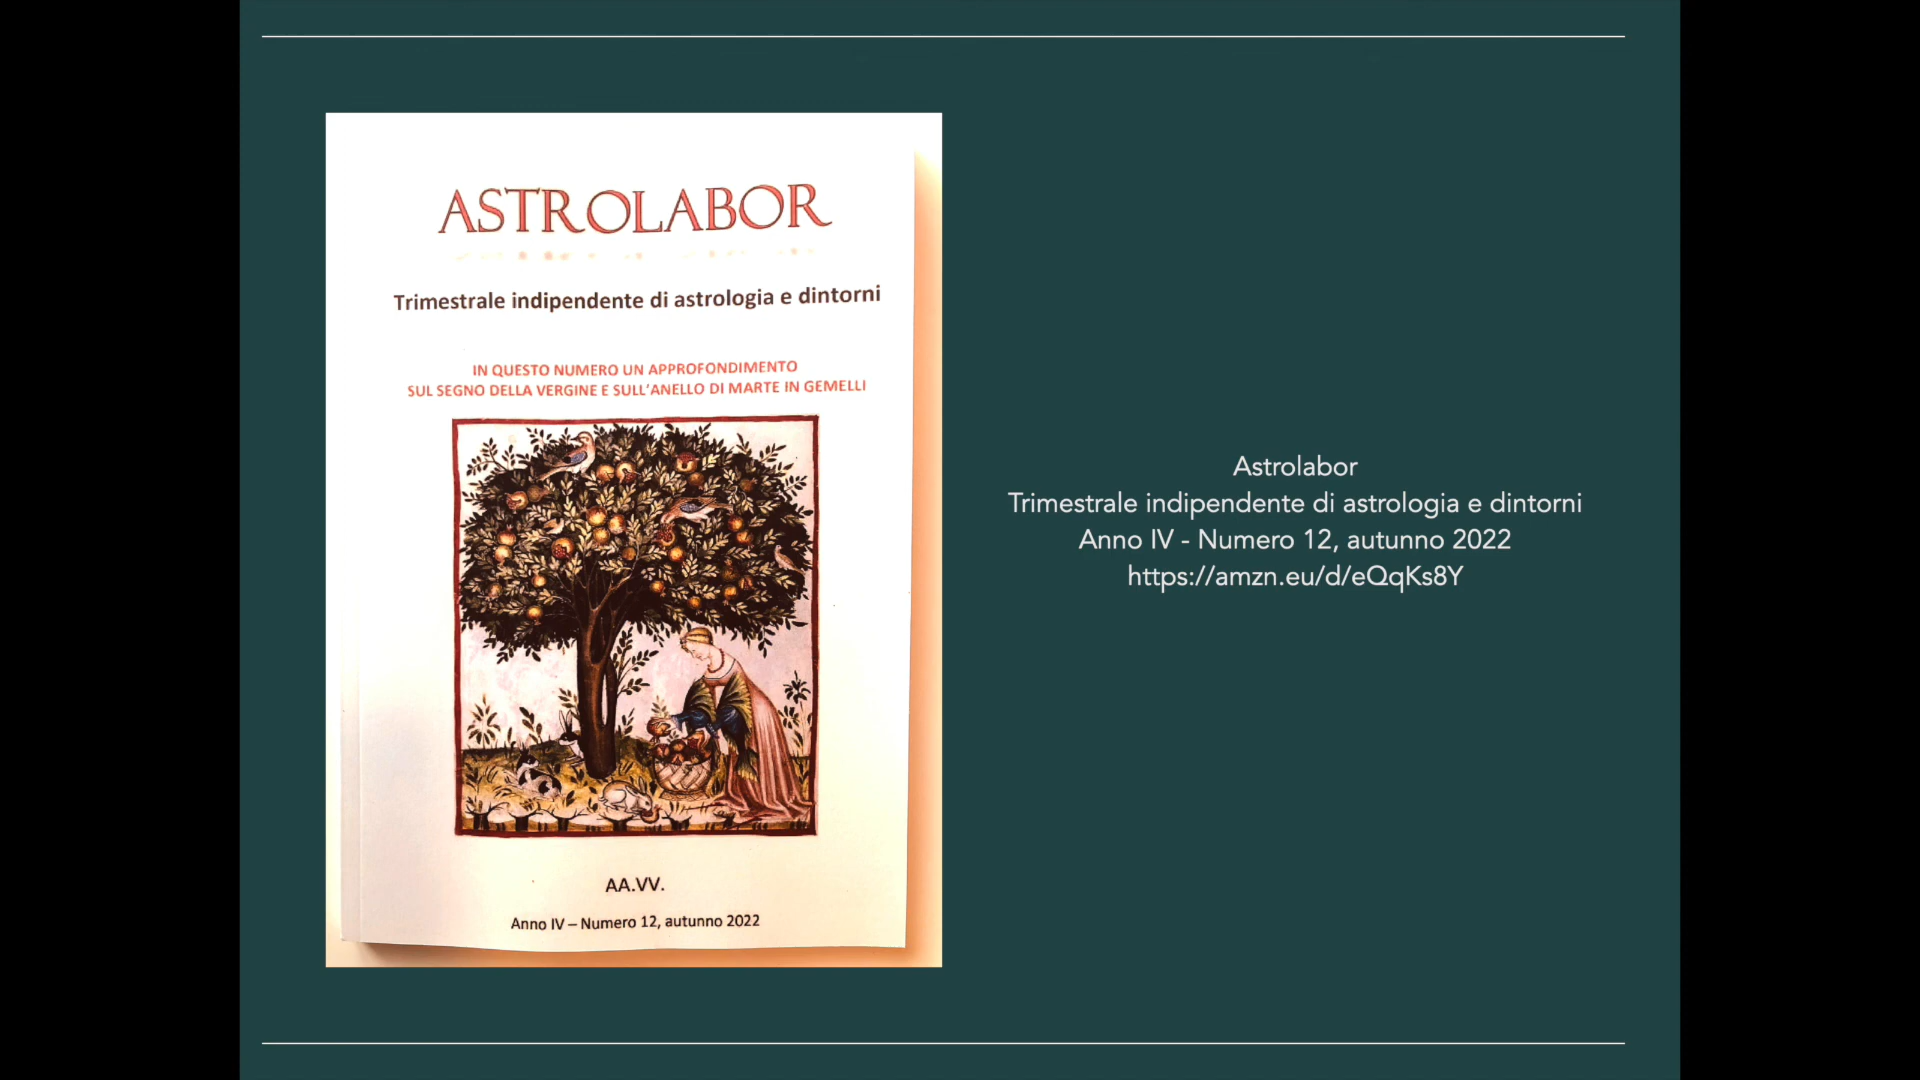 ASTROLABOR
Trimestrale indipendente di astrologia e dintorni
IN QUESTO NUMERO UN APPROFONDIMENTO
SUL SEGNO DELLA VERGINE E SULL'ANELLO DI MARTE IN GEMELLI
AA.VV.
Anno IV – Numero 12, autunno 2022
Astrolabor
Trimestrale indipendente di astrologia e dintorni
Anno IV - Numero 12, autunno 2022
https://amzn.eu/d/eQqKs8Y